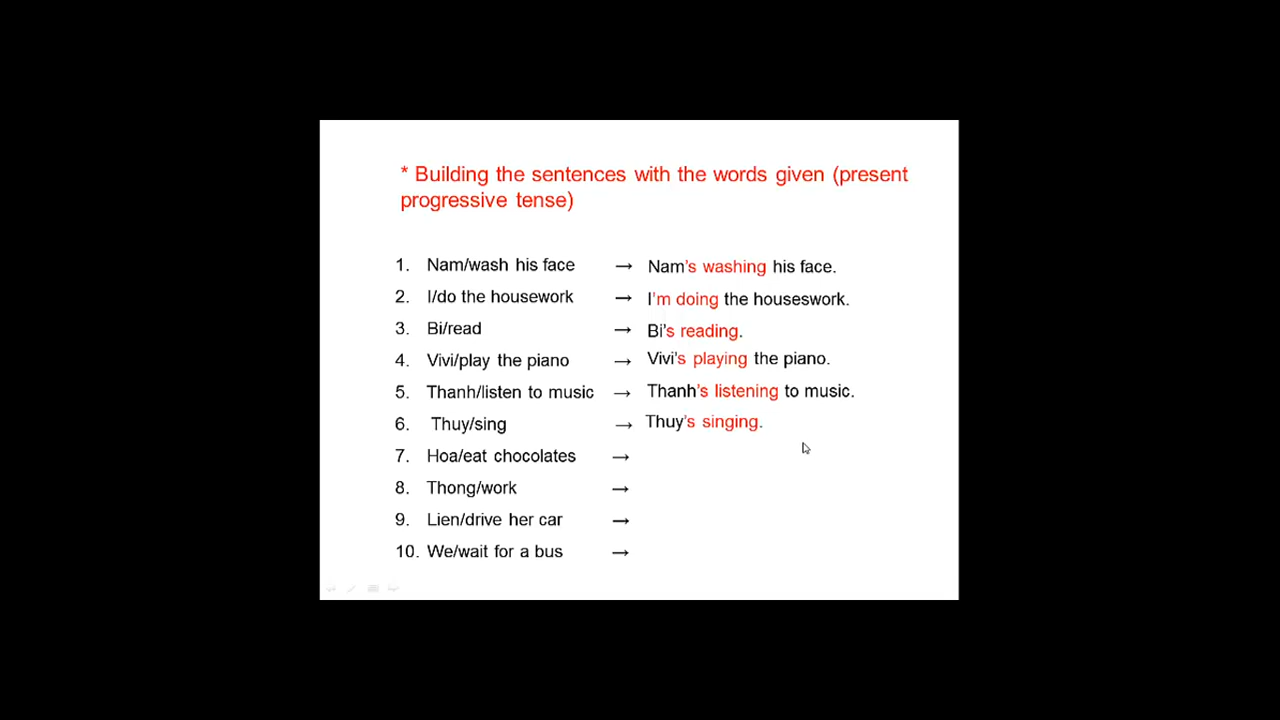 * Building the sentences with the words given (present
progressive tense)
1. Nam/wash his face → Nam's washing his face.
2. I/do the housework → I'm doing the houseswork.
3. Bi/read → Bi's reading.
4. Vivi/play the piano → Vivi's playing the piano.
5. Thanh/listen to music → Thanh's listening to music.
6. Thuy/sing → Thuy's singing.
7. Hoa/eat chocolates →
8. Thong/work →
9. Lien/drive her car →
10. We/wait for a bus →